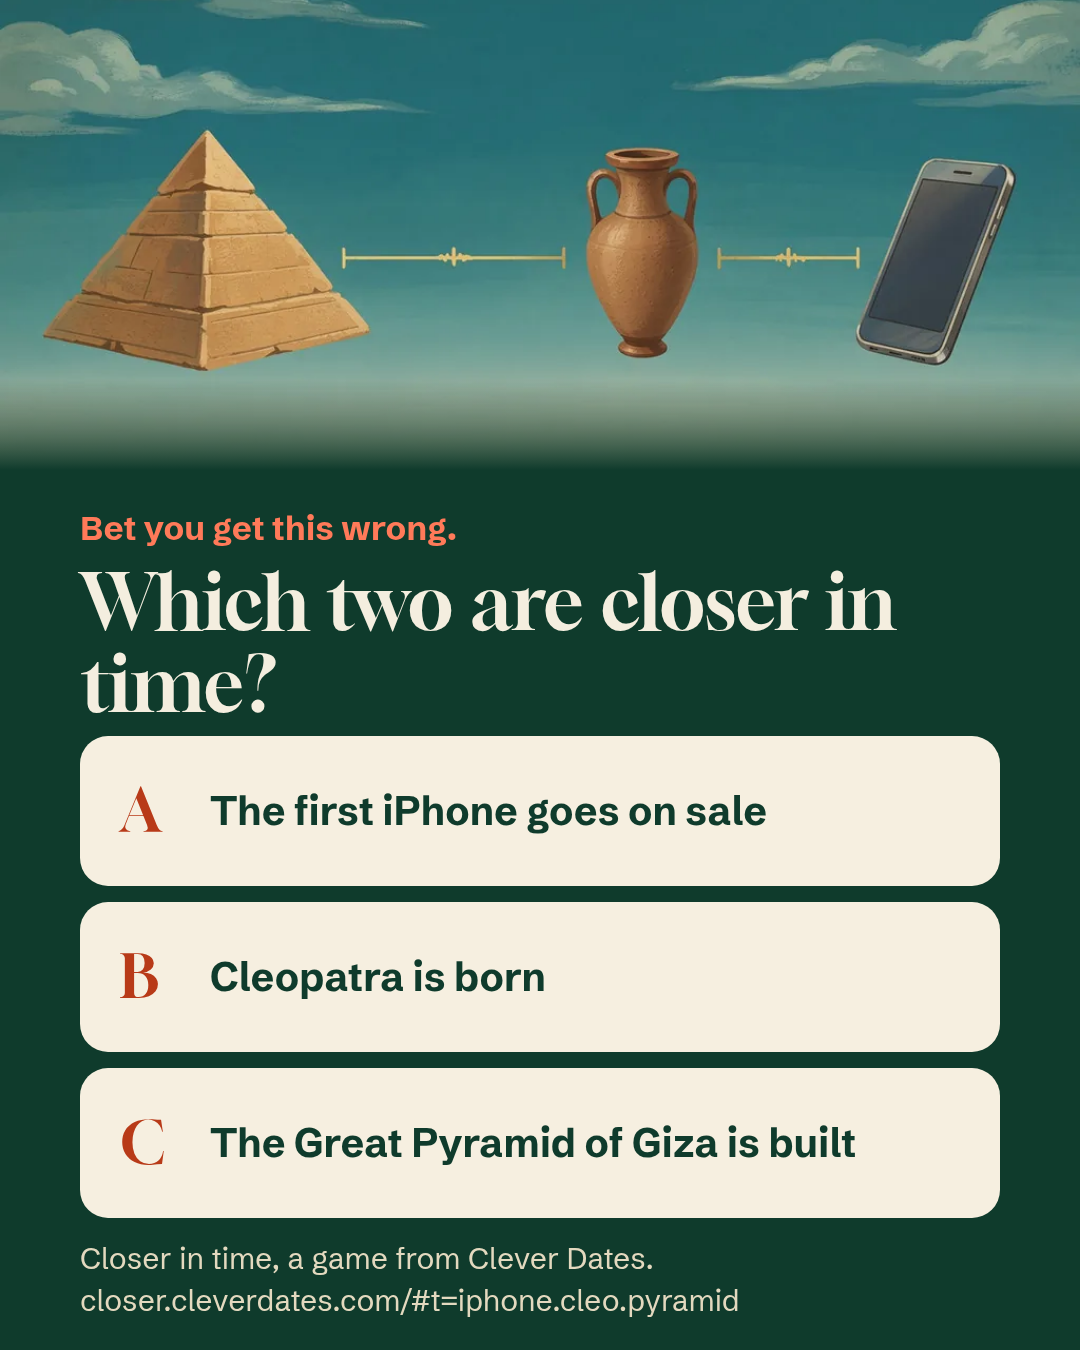 Bet you get this wrong.
Which two are closer in
time?
A The first iPhone goes on sale
B Cleopatra is born
C The Great Pyramid of Giza is built
Closer in time, a game from Clever Dates.
closer.cleverdates.com/#t=iphone.cleo.pyramid